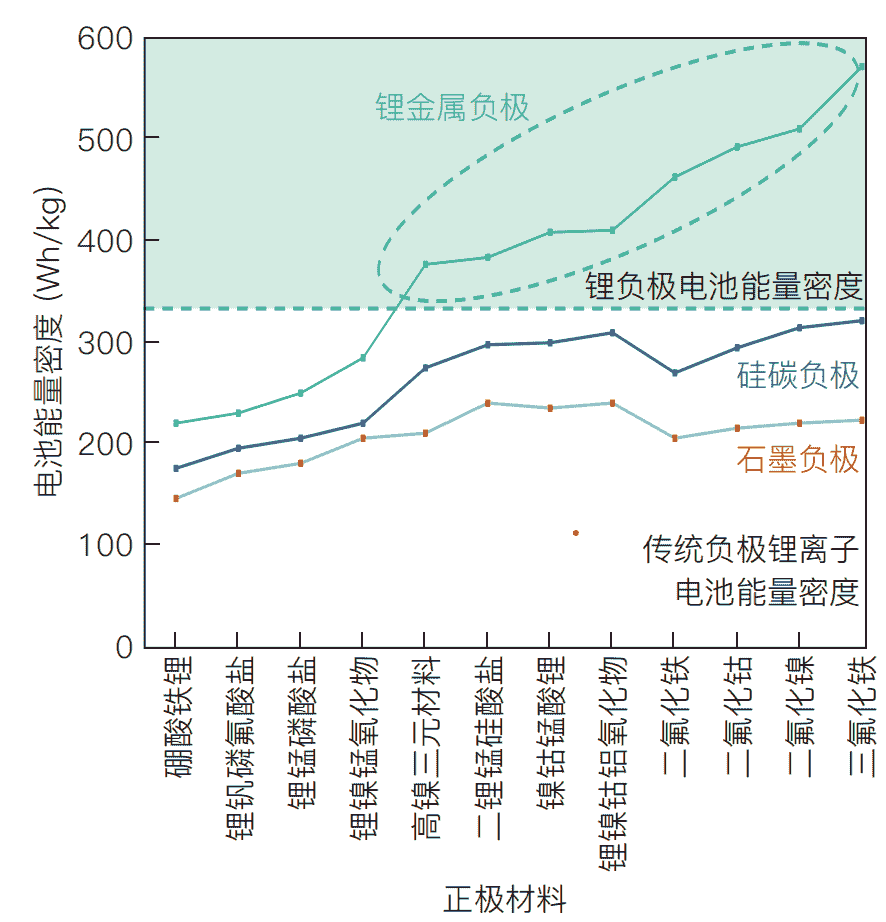 600
500
400
300
200
100
0
电池能量密度 (Wh/kg)
锂金属负极
锂负极电池能量密度
硅碳负极
石墨负极
传统负极锂离子
电池能量密度
硼酸铁锂
锂钒磷氟酸盐
锂锰磷酸盐
锂镍锰氧化物
高镍三元材料
二锂锰硅酸盐
镍钴锰酸锂
锂镍钴铝氧化物
二氟化铁
二氟化钴
二氟化镍
三氟化铁
正极材料